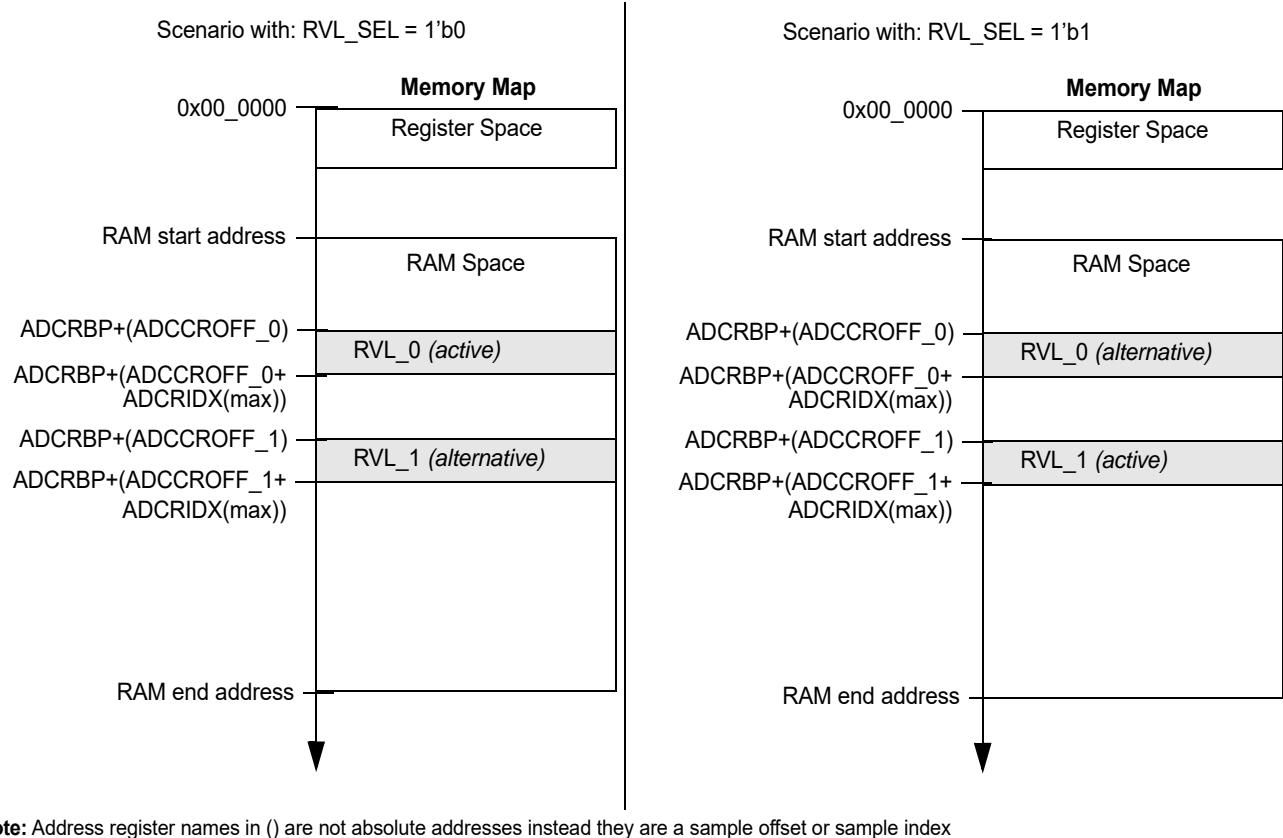 Scenario with: RVL_SEL = 1’b0
Memory Map
0x00_0000
Register Space
RAM start address
RAM Space
ADCRBP+(ADCCROFF_0)
RVL_0 (active)
ADCRBP+(ADCCROFF_0+
ADCRIDX(max))
ADCRBP+(ADCCROFF_1)
RVL_1 (alternative)
ADCRBP+(ADCCROFF_1+
ADCRIDX(max))
RAM end address
Scenario with: RVL_SEL = 1’b1
Memory Map
0x00_0000
Register Space
RAM start address
RAM Space
ADCRBP+(ADCCROFF_0)
RVL_0 (alternative)
ADCRBP+(ADCCROFF_0+
ADCRIDX(max))
ADCRBP+(ADCCROFF_1)
RVL_1 (active)
ADCRBP+(ADCCROFF_1+
ADCRIDX(max))
RAM end address
ote: Address register names in () are not absolute addresses instead they are a sample offset or sample index